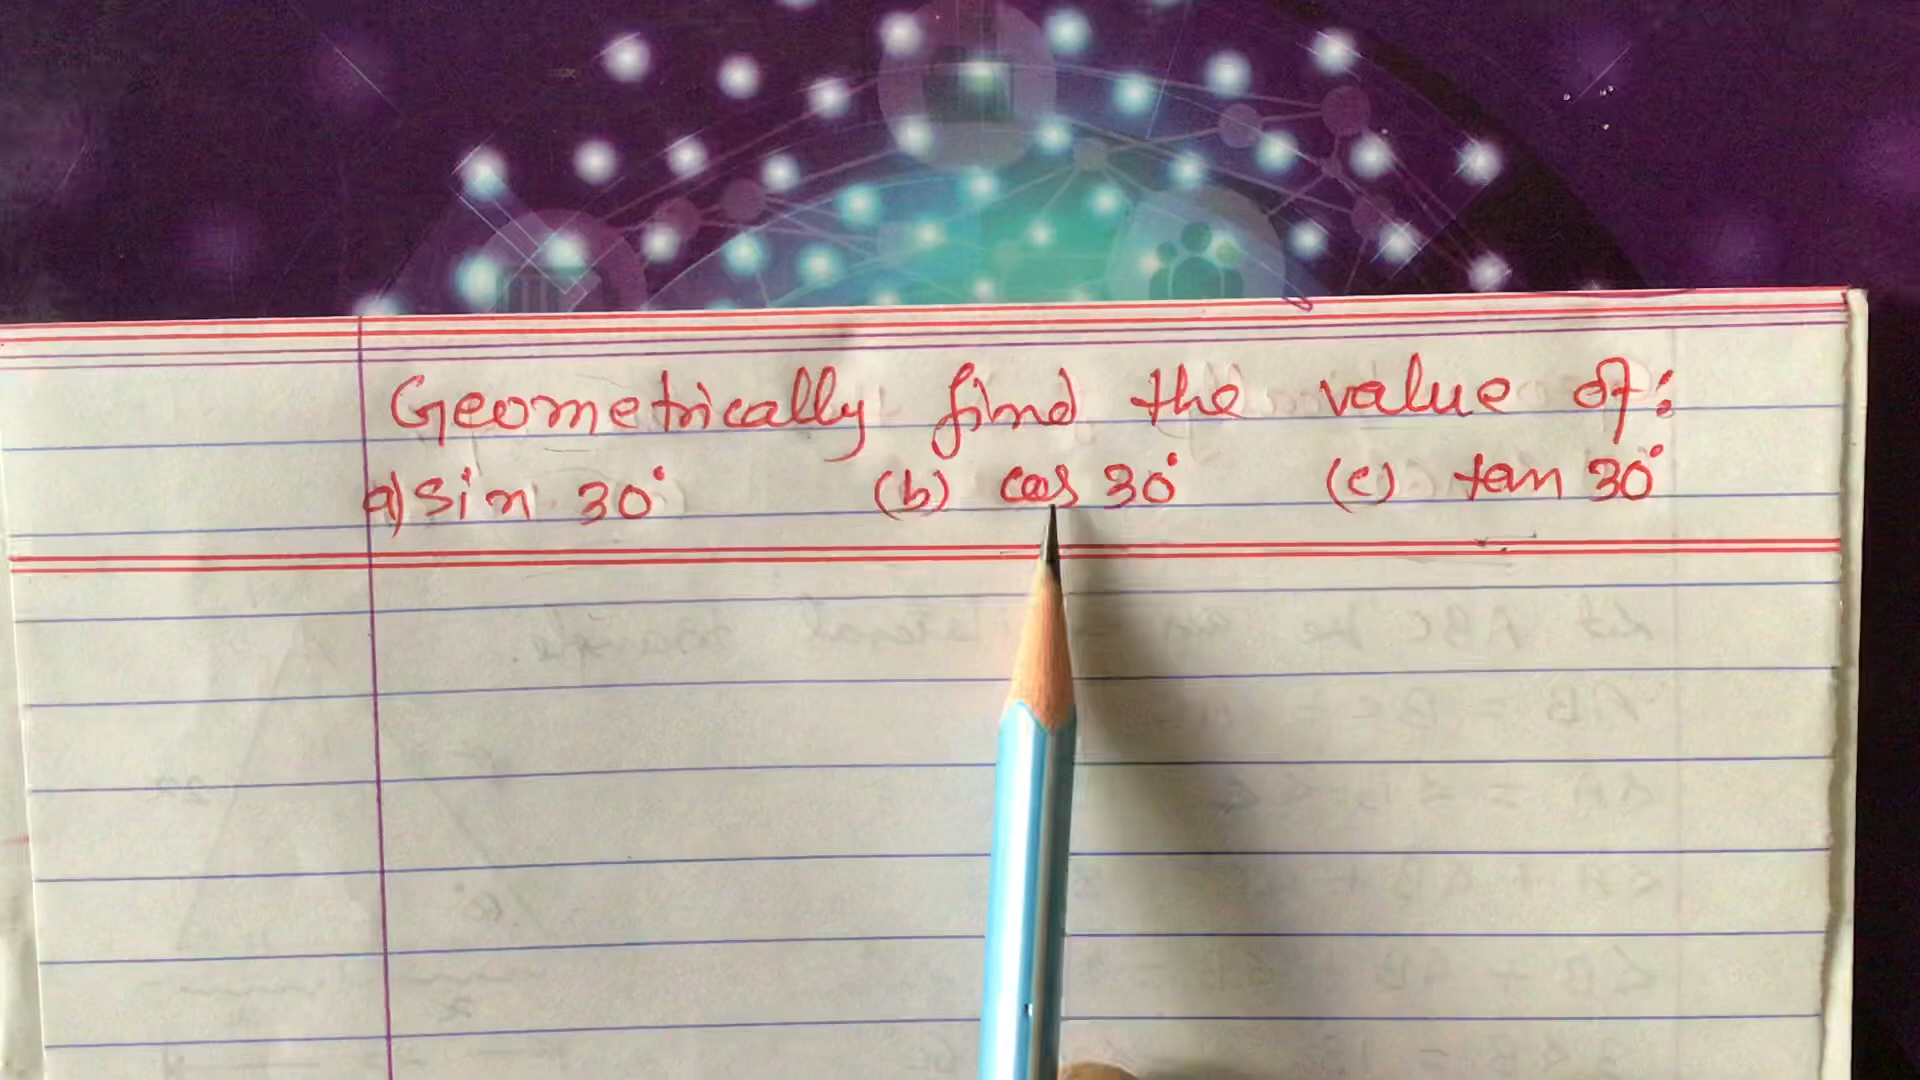 Geometrically find the value of:
a) sin 30° (b) cos 30° (c) tan 30°